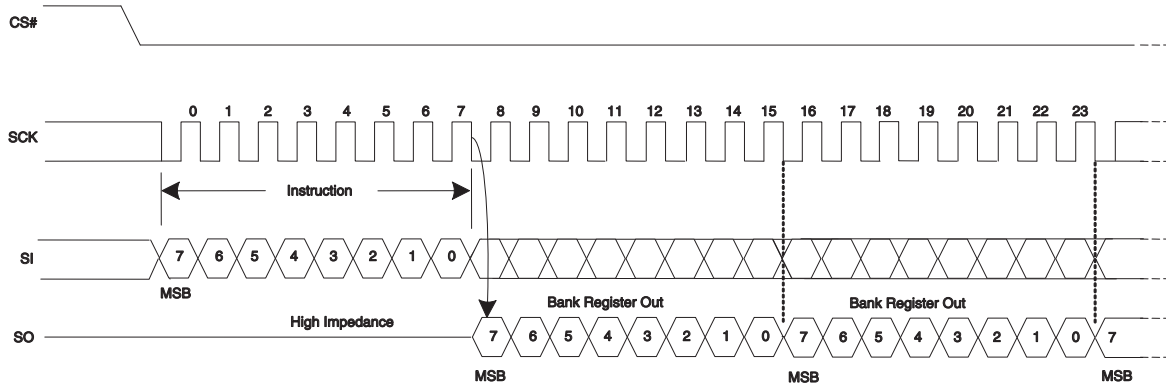 CS#
0 1 2 3 4 5 6 7 8 9 10 11 12 13 14 15 16 17 18 19 20 21 22 23
SCK
Instruction
SI 7 6 5 4 3 2 1 0
MSB
Bank Register Out Bank Register Out
High Impedance
SO 7 6 5 4 3 2 1 0 7 6 5 4 3 2 1 0 7
MSB MSB MSB